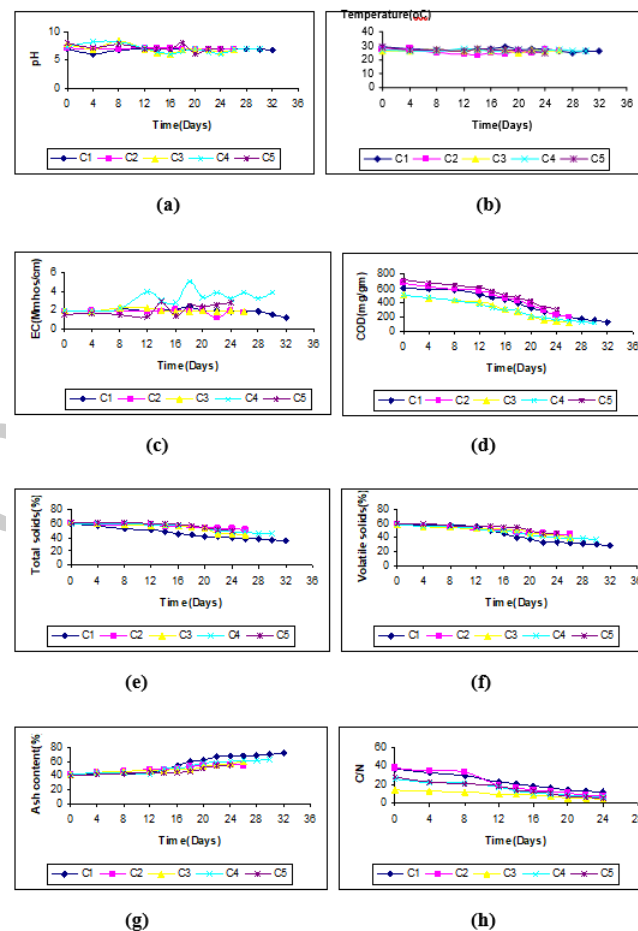 pH
10
5
0
0 4 8 12 16 20 24 28 32 36
Time(Days)
C1 C2 C3 C4 C5
(a)
Temperature(oC)
40
30
20
10
0
0 4 8 12 16 20 24 28 32 36
Time(Days)
C1 C2 C3 C4 C5
(b)
EC(Mmhos/cm)
6
4
2
0
0 4 8 12 16 20 24 28 32 36
Time(Days)
C1 C2 C3 C4 C5
(c)
COD(mg/gm)
800
600
400
200
0
0 4 8 12 16 20 24 28 32 36
Time(Days)
C1 C2 C3 C4 C5
(d)
Total solids(%)
80
60
40
20
0
0 4 8 12 16 20 24 28 32 36
Time(Days)
C1 C2 C3 C4 C5
(e)
Volatile solids(%)
80
60
40
20
0
0 4 8 12 16 20 24 28 32 36
Time(Days)
C1 C2 C3 C4 C5
(f)
Ash content(%
80
60
40
20
0
0 4 8 12 16 20 24 28 32 36
Time(Days)
C1 C2 C3 C4 C5
(g)
C/N
60
40
20
0
0 4 8 12 16 20 24 28
Time(Days)
C1 C2 C3 C4 C5
(h)